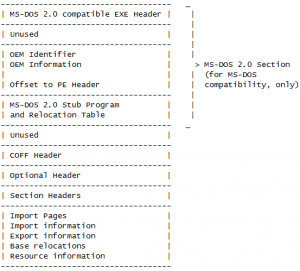 MS-DOS 2.0 compatible EXE Header
Unused
OEM Identifier
OEM Information
> MS-DOS 2.0 Section
(for MS-DOS
Offset to PE Header
compatibility, only)
MS-DOS 2.0 Stub Program
and Relocation Table
Unused
COFF Header
Optional Header
Section Headers
Import Pages
Import information
Export information
Base relocations
Resource information